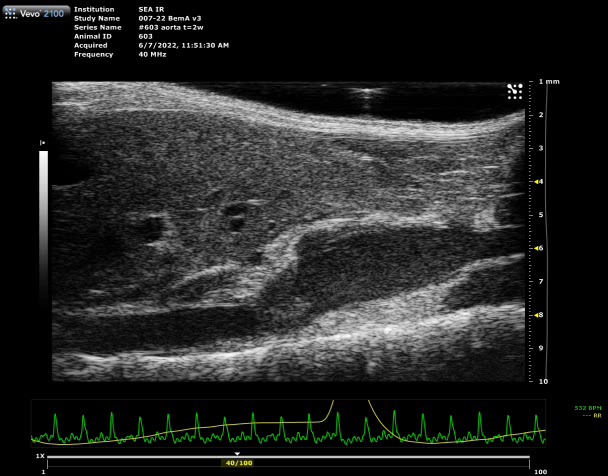 Vevo 2100
Institution SEA IR
Study Name 007-22 BemA v3
Series Name #603 aorta t=2w
Animal ID 603
Acquired 6/7/2022, 11:51:30 AM
Frequency 40 MHz
1 mm
2
3
4
5
6
7
8
9
10
532 BPM
--- RR
1X
40/100
1
100